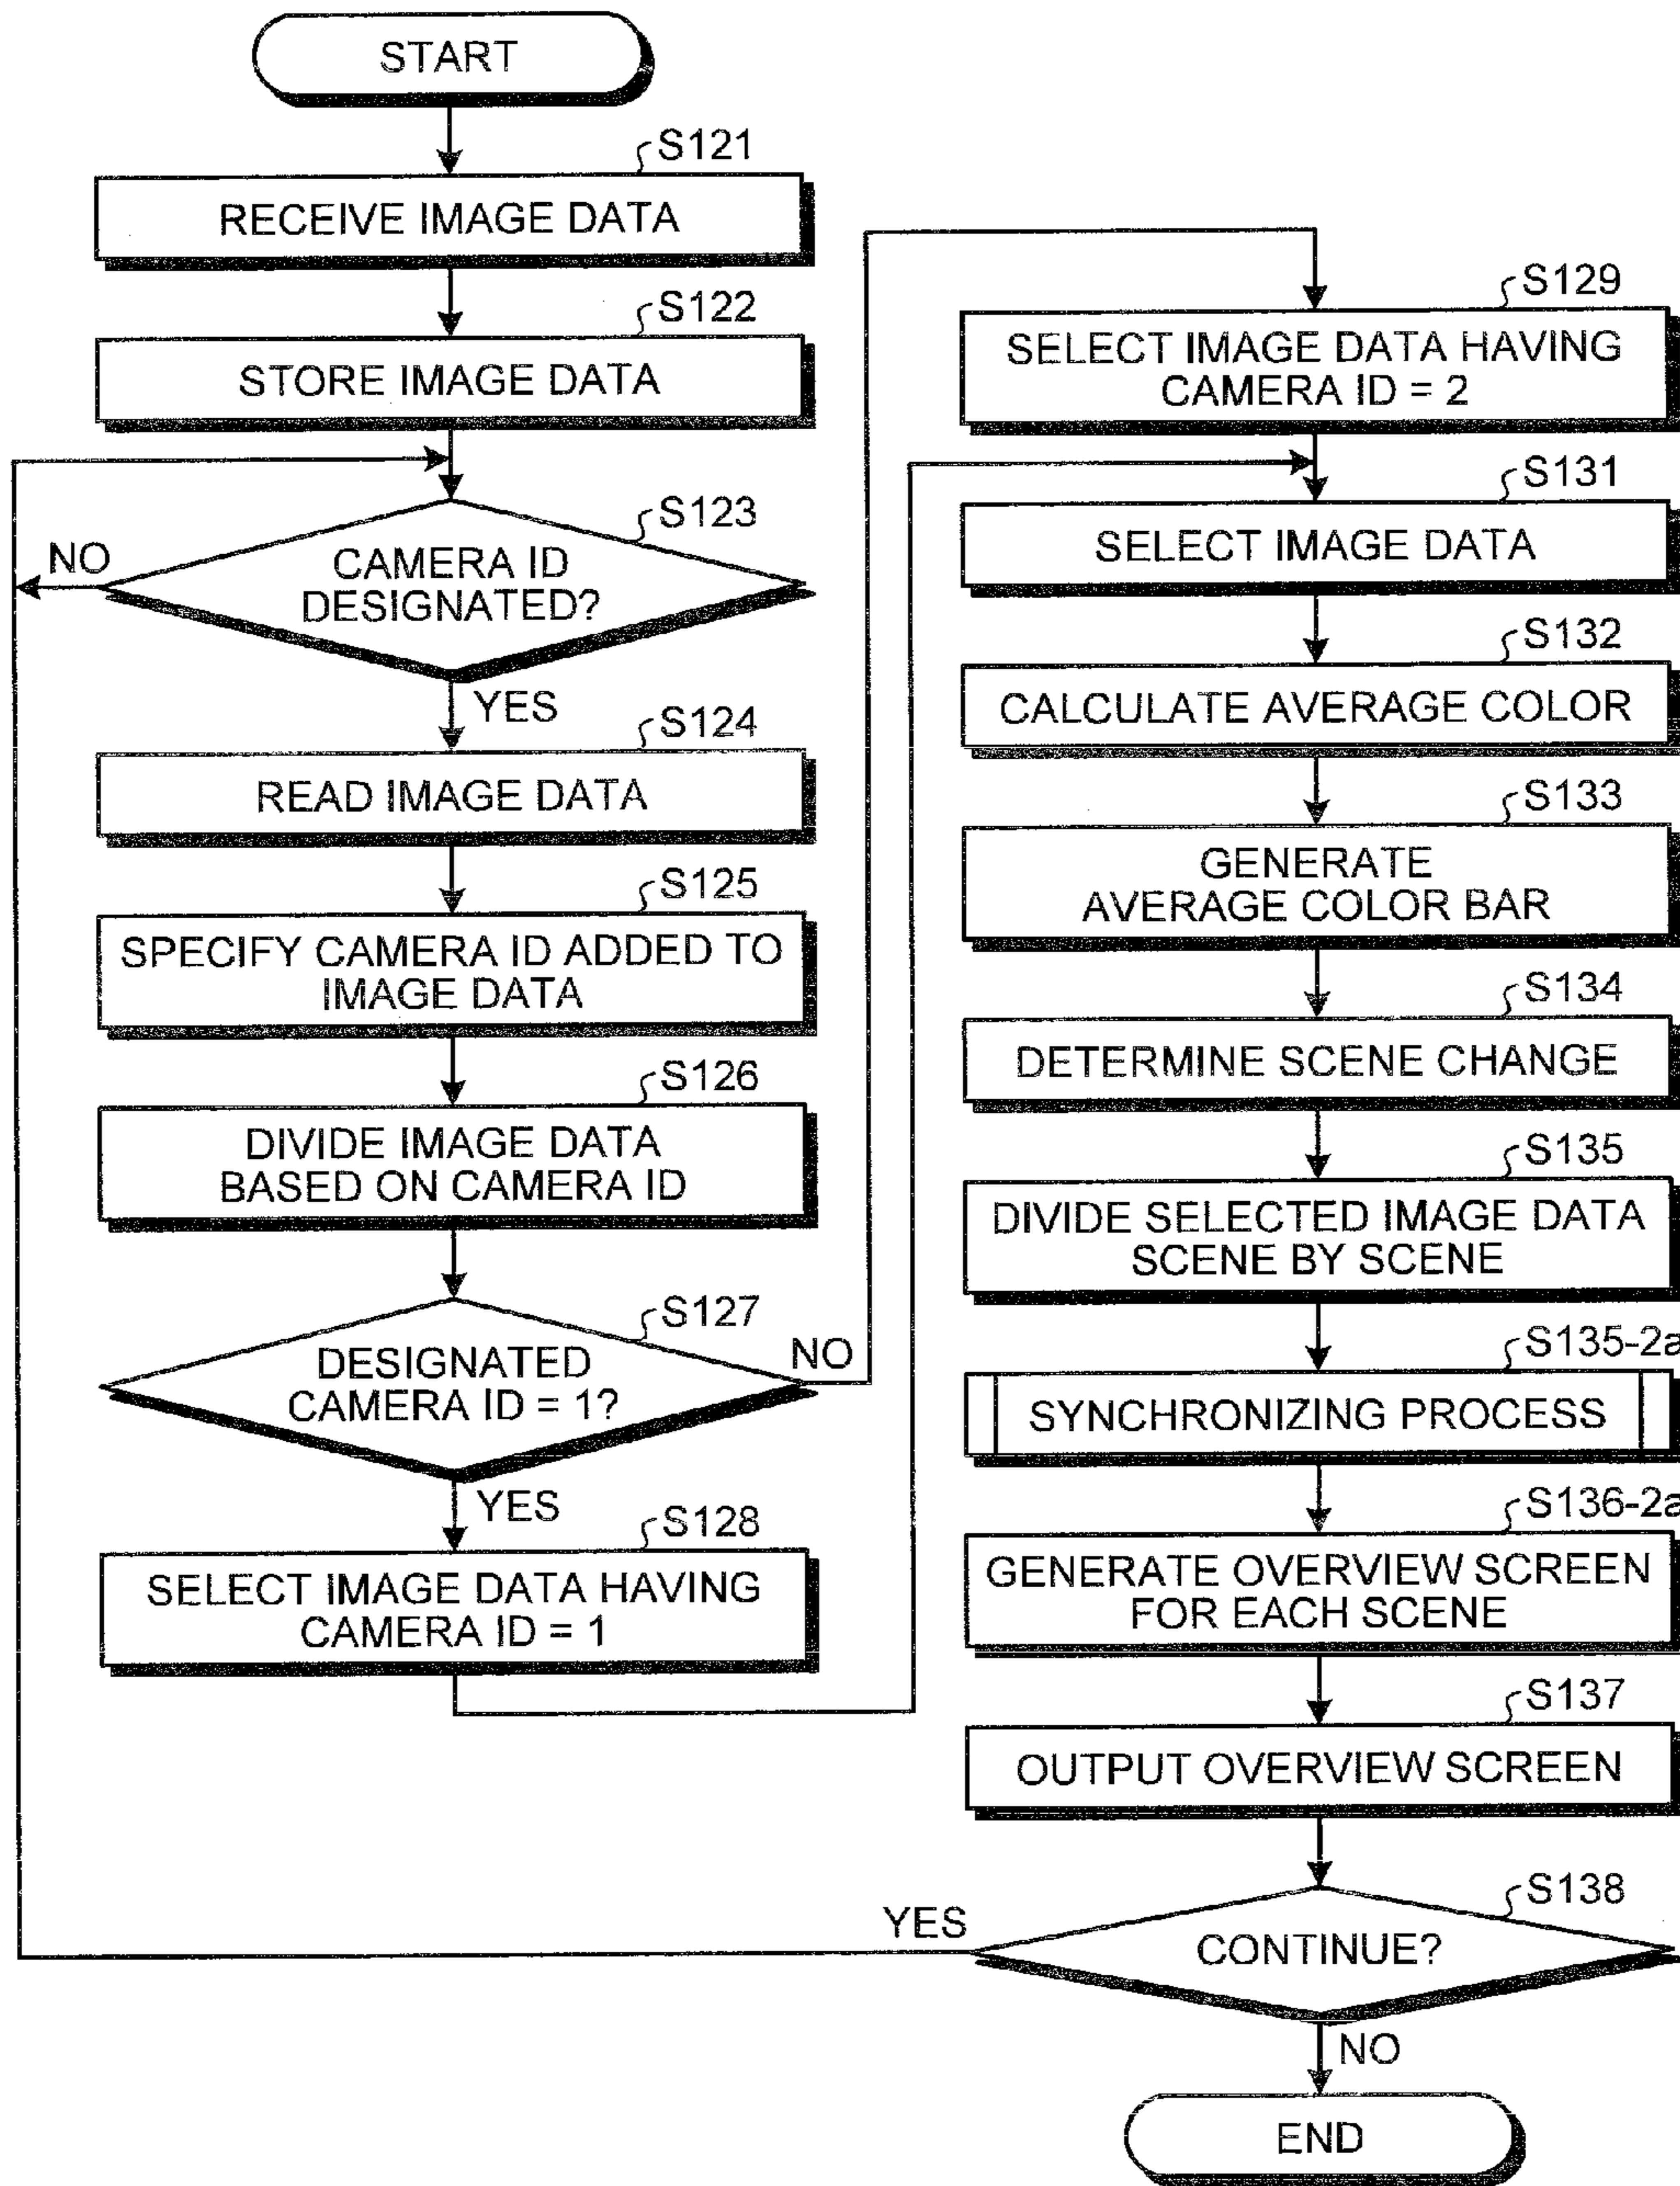 START
S121
RECEIVE IMAGE DATA
S122
STORE IMAGE DATA
S123
NO
CAMERA ID
DESIGNATED?
YES
S124
READ IMAGE DATA
S125
SPECIFY CAMERA ID ADDED TO
IMAGE DATA
S126
DIVIDE IMAGE DATA
BASED ON CAMERA ID
S127
DESIGNATED
CAMERA ID = 1?
NO
YES
S128
SELECT IMAGE DATA HAVING
CAMERA ID = 1
S129
SELECT IMAGE DATA HAVING
CAMERA ID = 2
S131
SELECT IMAGE DATA
S132
CALCULATE AVERAGE COLOR
S133
GENERATE
AVERAGE COLOR BAR
S134
DETERMINE SCENE CHANGE
S135
DIVIDE SELECTED IMAGE DATA
SCENE BY SCENE
S135-2a
SYNCHRONIZING PROCESS
S136-2a
GENERATE OVERVIEW SCREEN
FOR EACH SCENE
S137
OUTPUT OVERVIEW SCREEN
S138
YES
CONTINUE?
NO
END